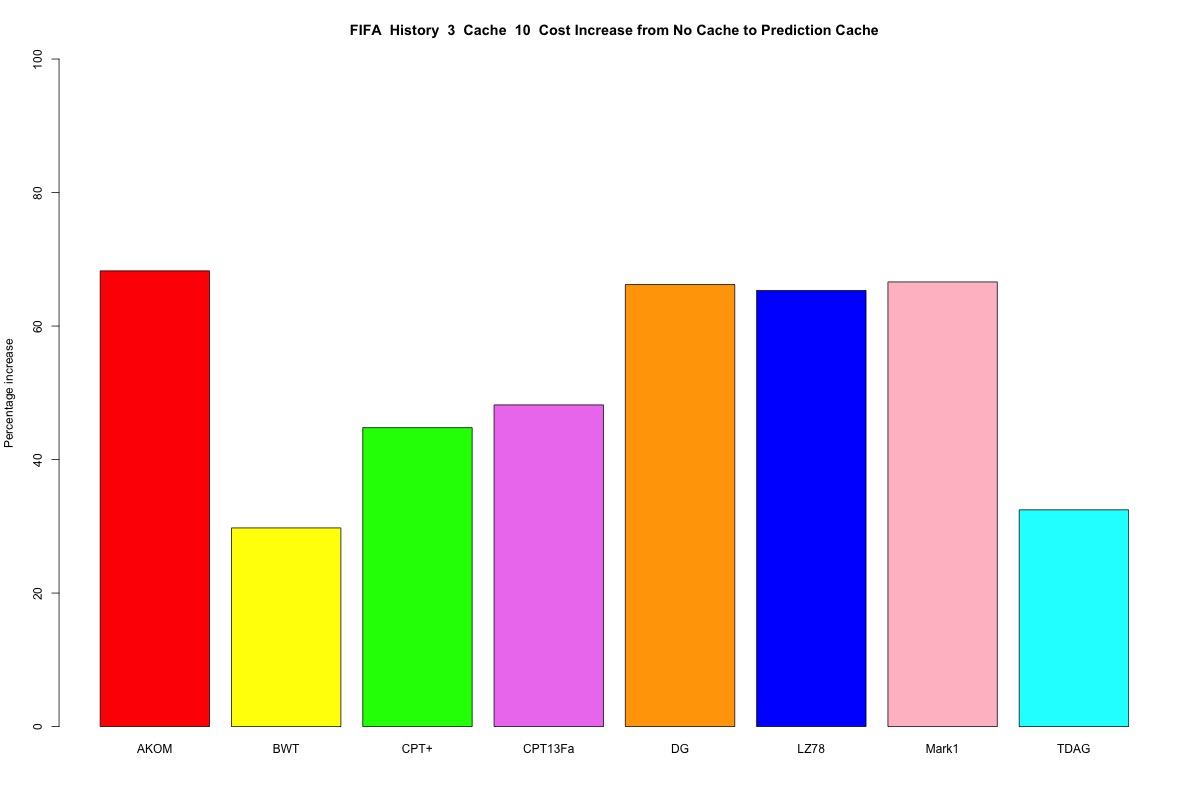 FIFA History 3 Cache 10 Cost Increase from No Cache to Prediction Cache
Percentage increase
100
80
60
40
20
0
AKOM BWT CPT+ CPT13Fa DG LZ78 Mark1 TDAG